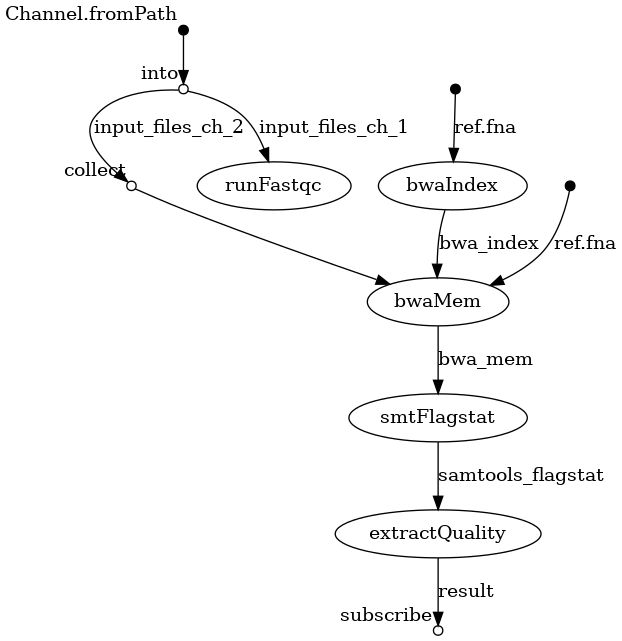 Channel.fromPath
into
input_files_ch_2
input_files_ch_1
ref.fna
collect
runFastqc
bwaIndex
bwa_index
ref.fna
bwaMem
bwa_mem
smtFlagstat
samtools_flagstat
extractQuality
result
subscribe